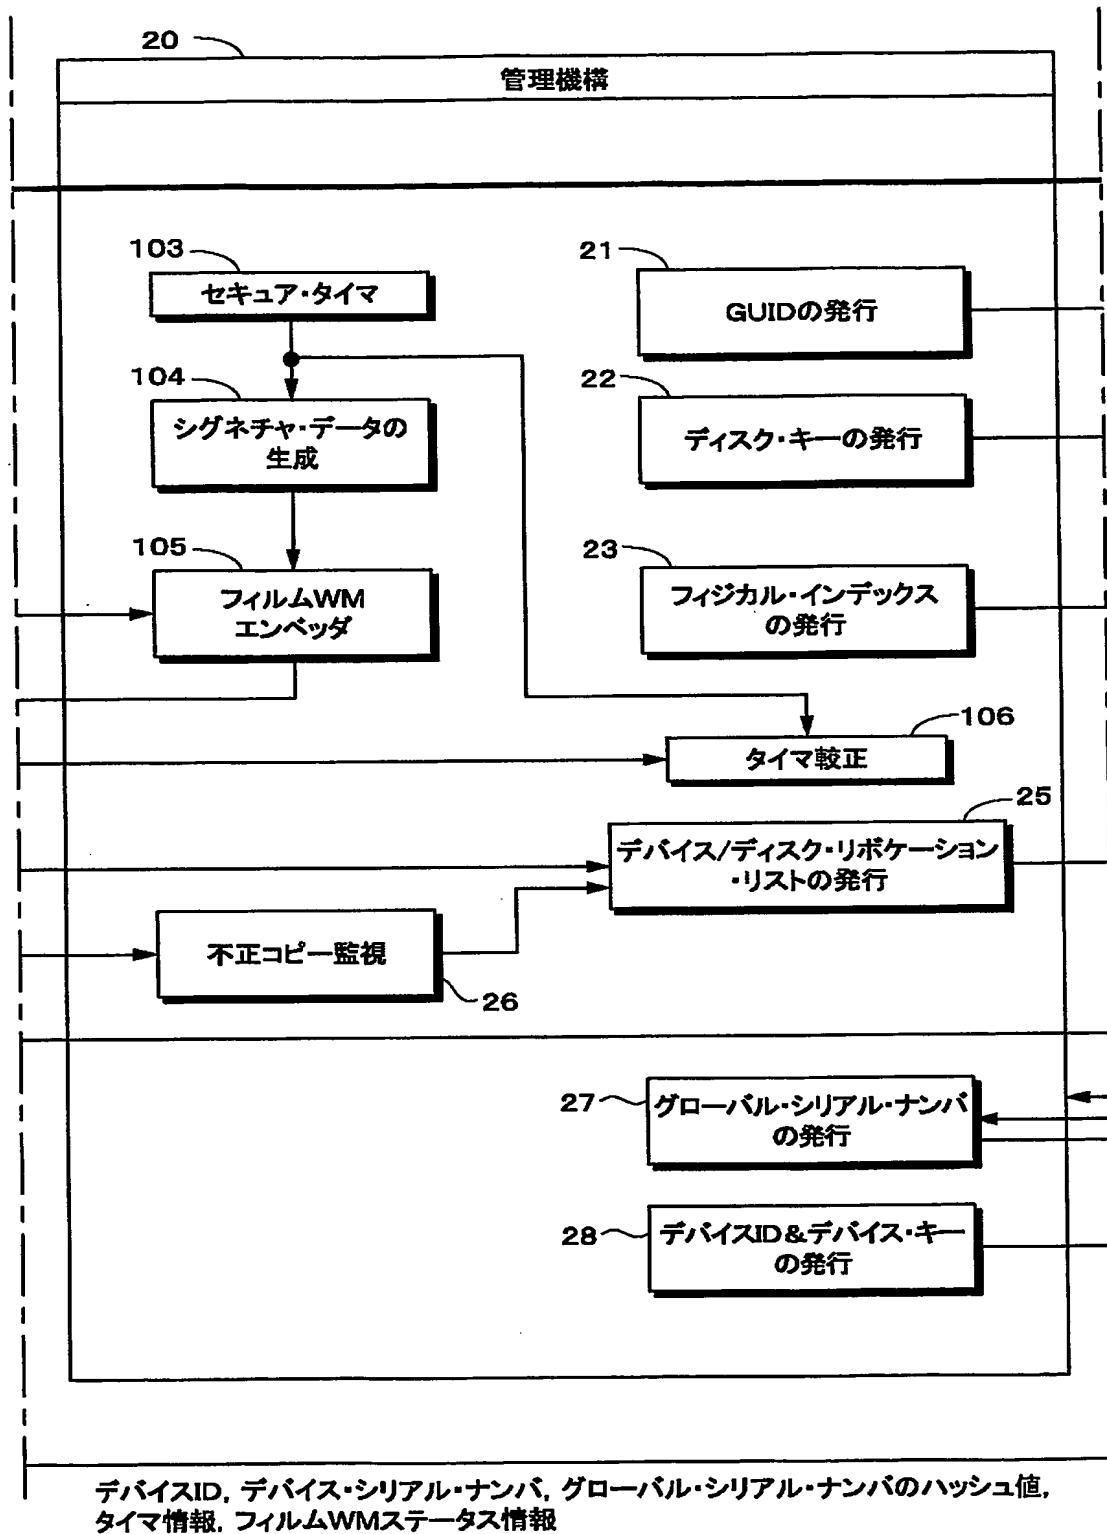 20
管理機構
103
セキュア・タイマ
21
GUIDの発行
104
シグネチャ・データの
生成
22
ディスク・キーの発行
105
フィルムWM
エンベッダ
23
フィジカル・インデックス
の発行
106
タイマ較正
25
デバイス/ディスク・リボケーション
・リストの発行
不正コピー監視
26
27
グローバル・シリアル・ナンバ
の発行
28
デバイスID&デバイス・キー
の発行
デバイスID, デバイス・シリアル・ナンバ, グローバル・シリアル・ナンバのハッシュ値,
タイマ情報, フィルムWMステータス情報